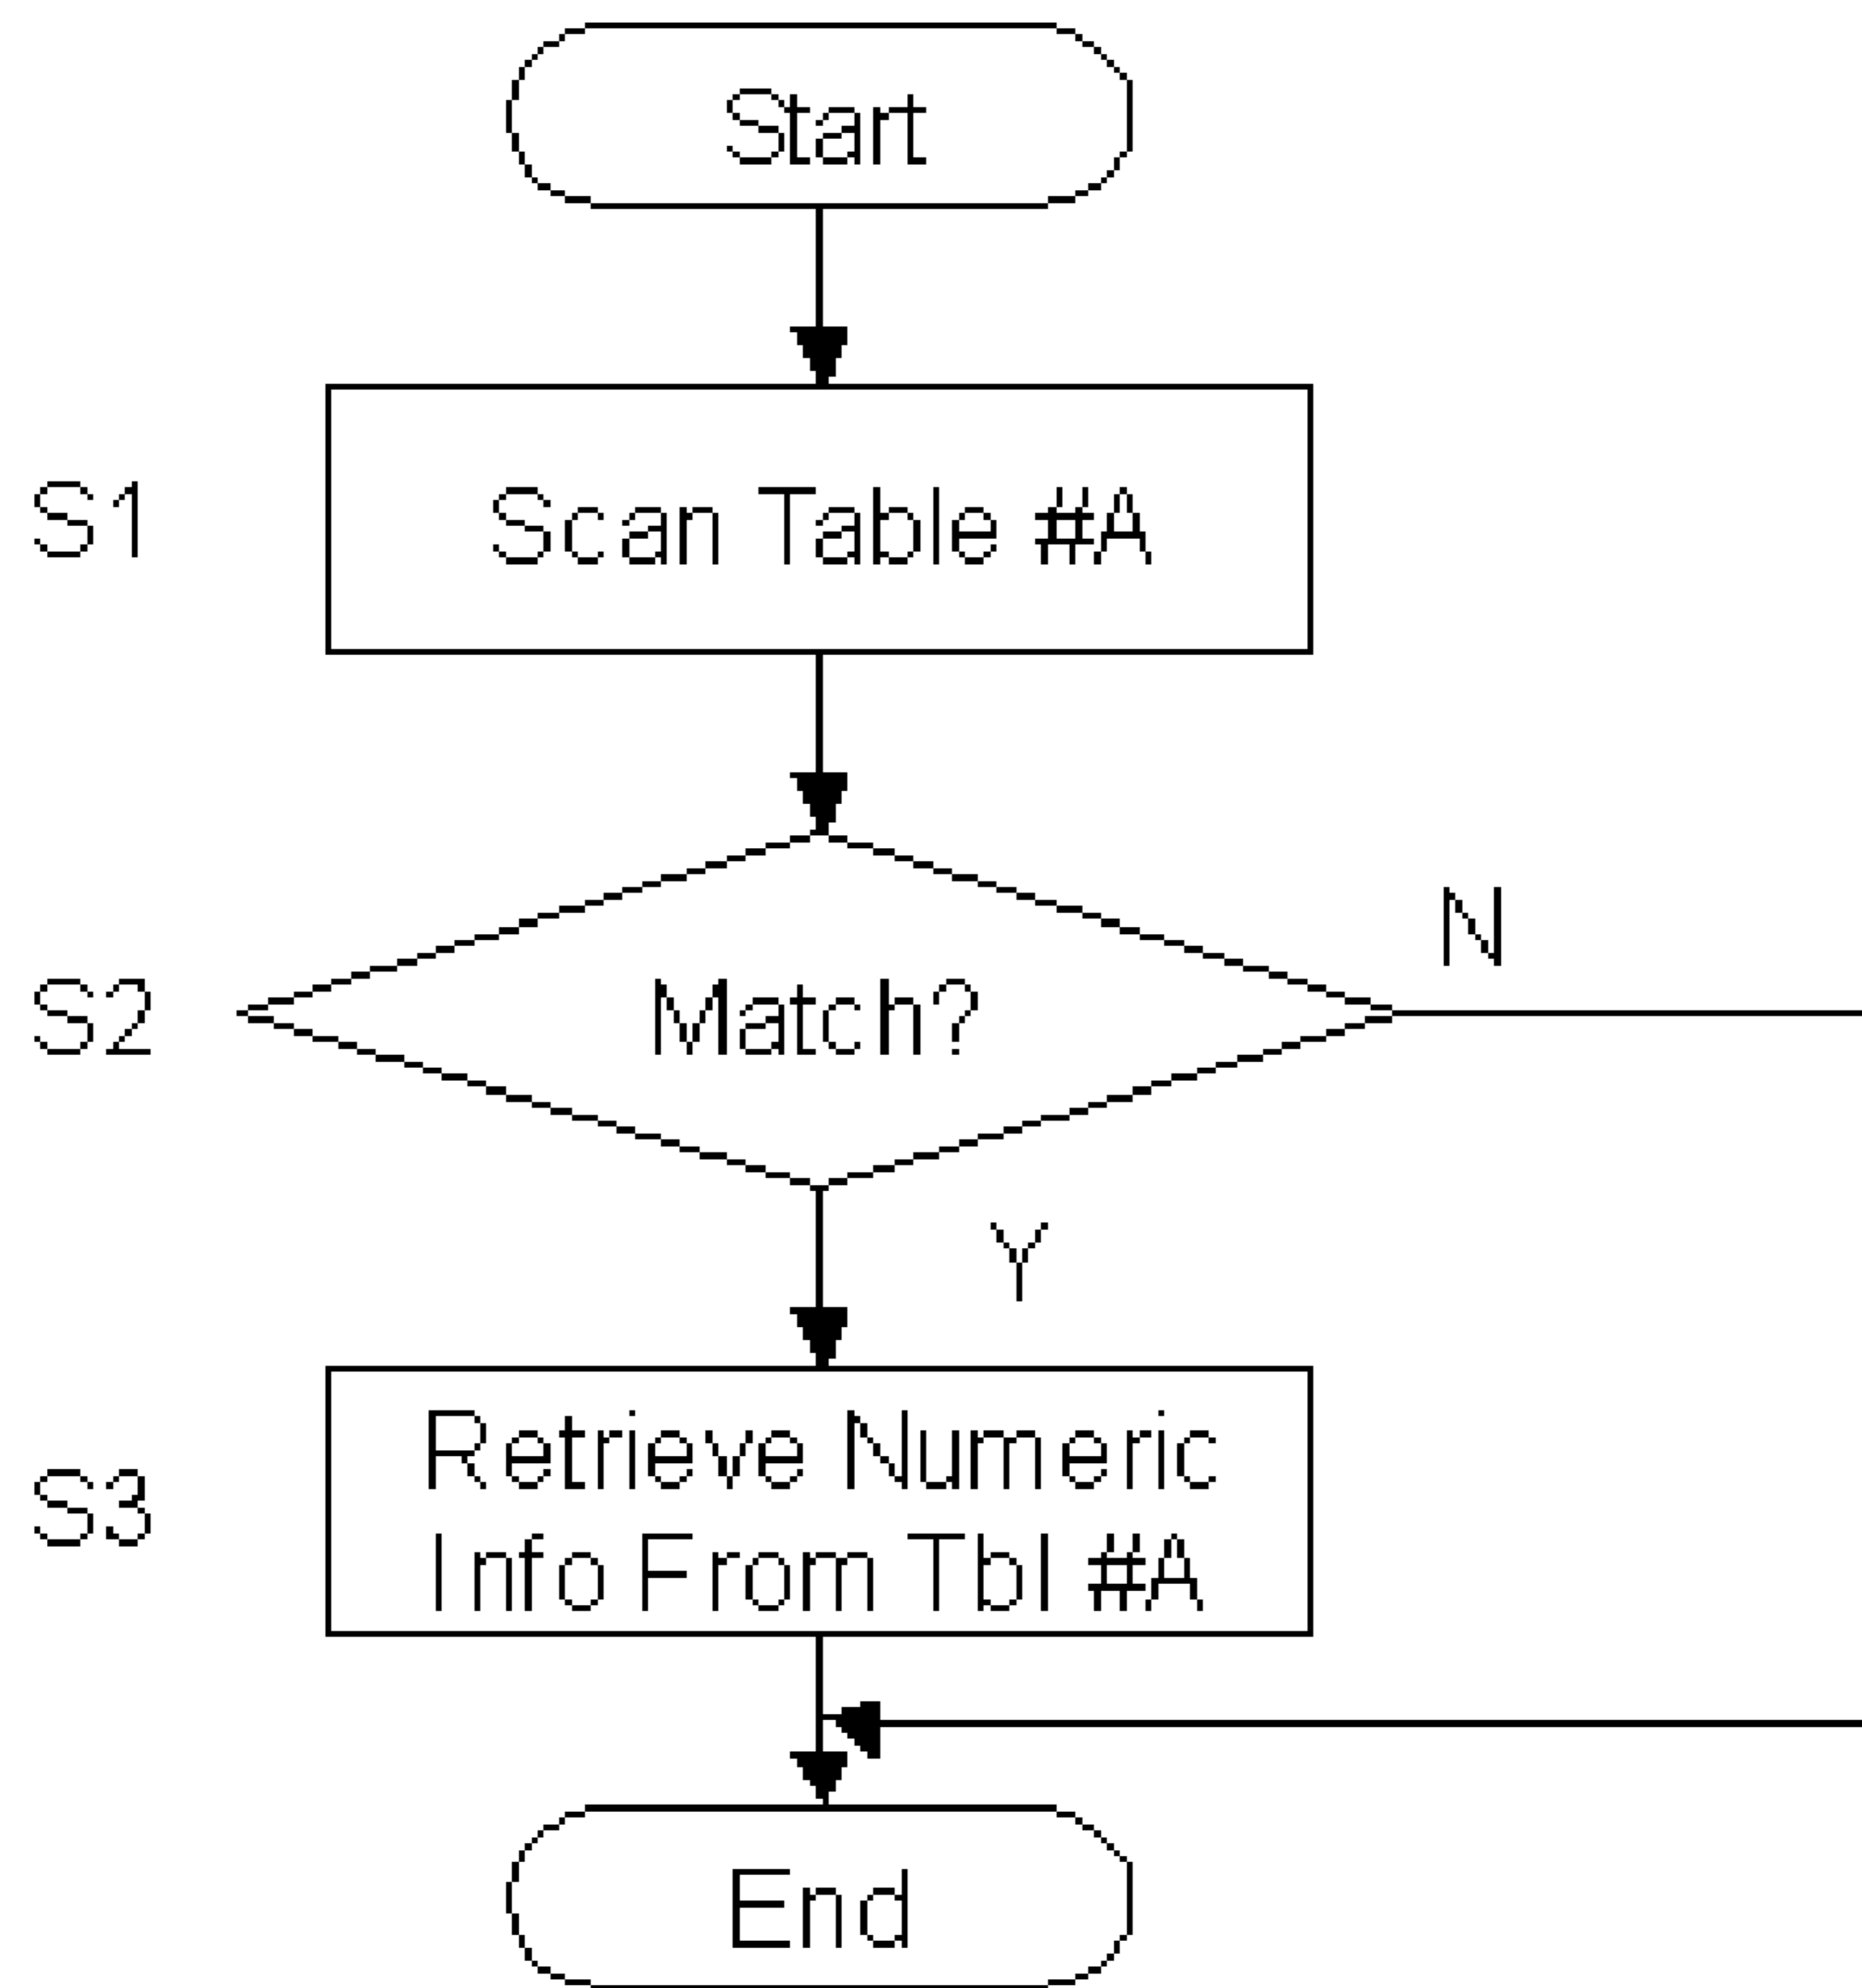 Start
S1
Scan Table #A
N
S2
Match?
Y
S3
Retrieve Numeric
Info From Tbl #A
End